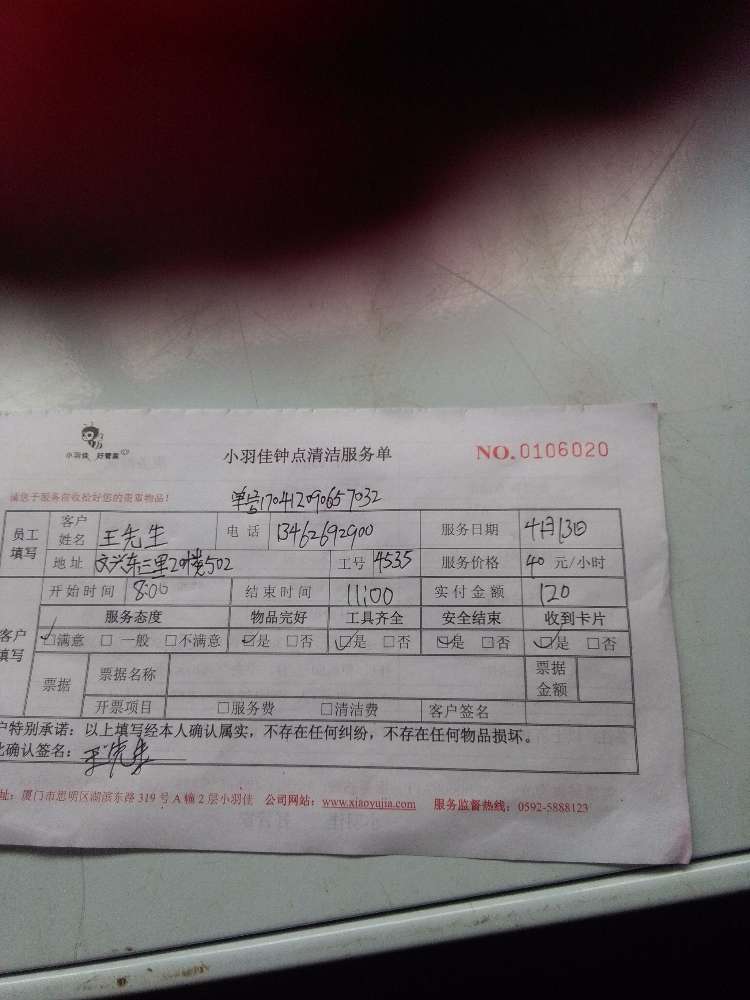 小羽佳 好管家
小羽佳钟点清洁服务单 NO.0106020
请您于服务前收检好您的贵重物品!
单号170412090657032
员工填写 客户姓名 王先生 电话 13462692900 服务日期 4月13日
地址 文兴东三里20楼502 工号 4535 服务价格 40 元/小时
开始时间 8:00 结束时间 11:00 实付金额 120
客户填写 服务态度 物品完好 工具齐全 安全结束 收到卡片
☑满意 □一般 □不满意 ☑是 □否 ☑是 □否 ☑是 □否 ☑是 □否
票据 票据名称 票据金额
开票项目 □服务费 □清洁费 客户签名
户特别承诺:以上填写经本人确认属实,不存在任何纠纷,不存在任何物品损坏。
此确认签名:王先生
址:厦门市思明区湖滨东路319号A幢2层小羽佳 公司网站:www.xiaoyujia.com 服务监督热线:0592-5888123